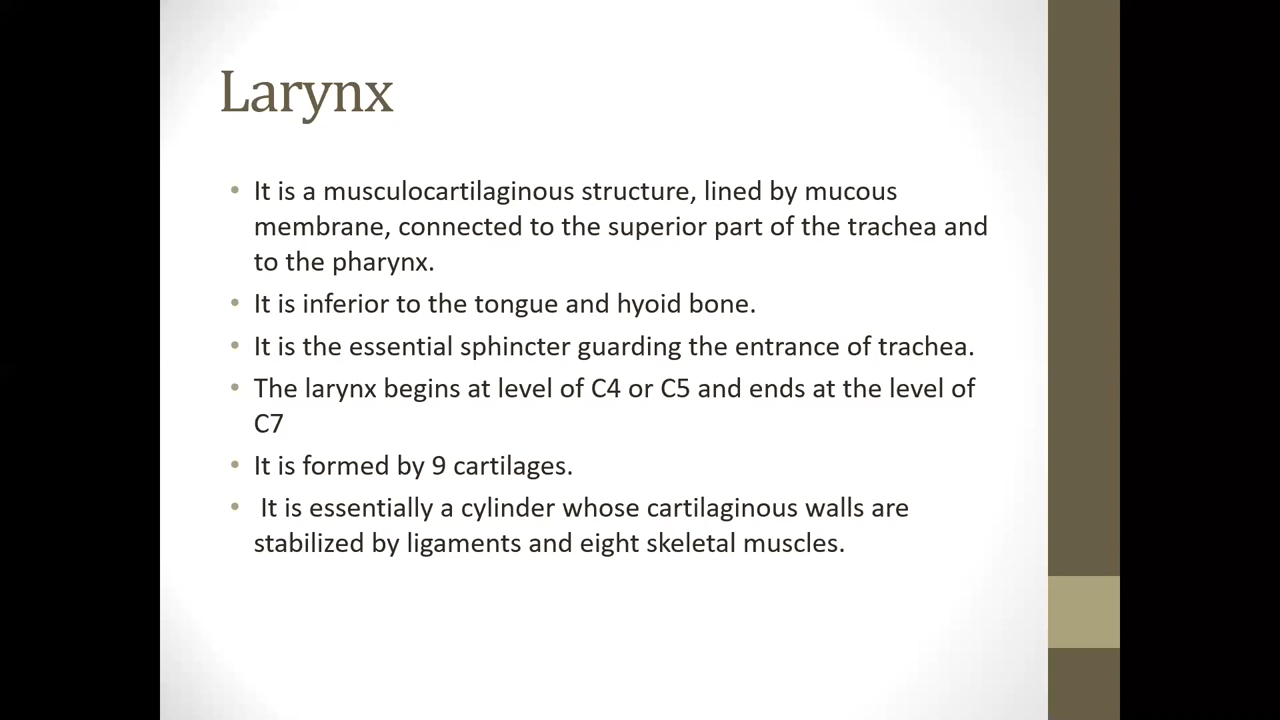 Larynx
• It is a musculocartilaginous structure, lined by mucous
membrane, connected to the superior part of the trachea and
to the pharynx.
• It is inferior to the tongue and hyoid bone.
• It is the essential sphincter guarding the entrance of trachea.
• The larynx begins at level of C4 or C5 and ends at the level of
C7
• It is formed by 9 cartilages.
• It is essentially a cylinder whose cartilaginous walls are
stabilized by ligaments and eight skeletal muscles.